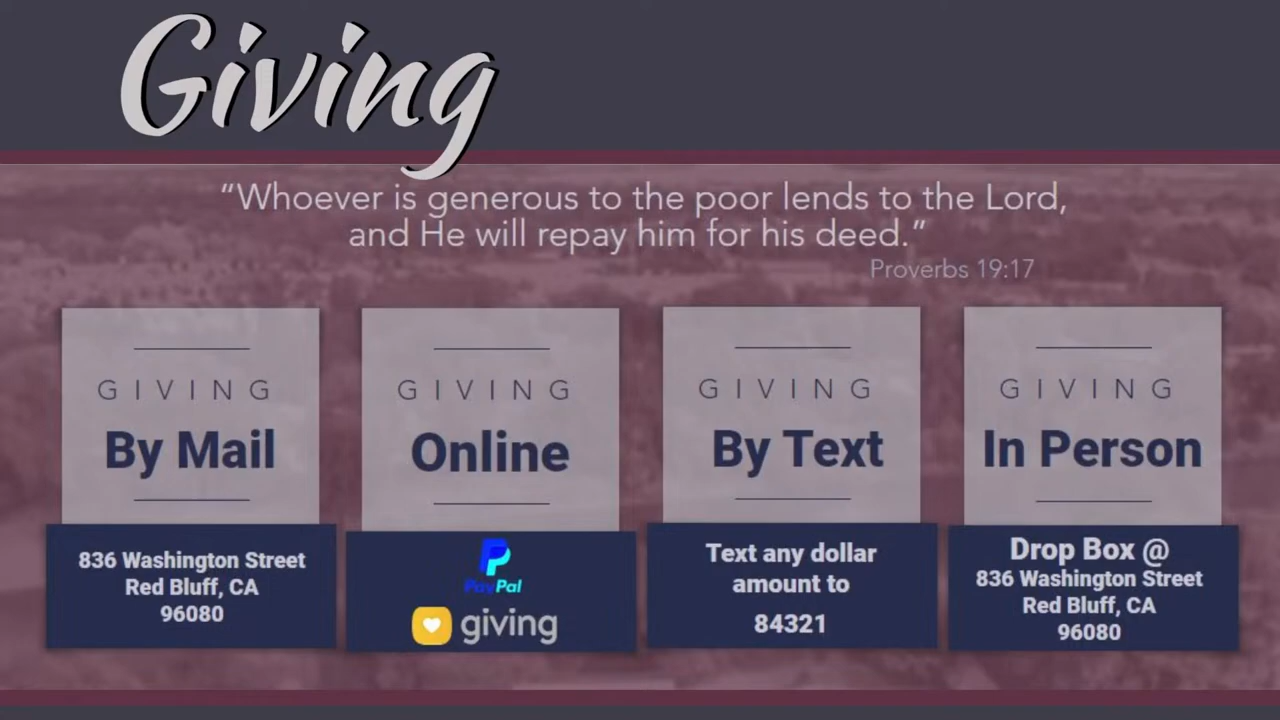 Giving
“Whoever is generous to the poor lends to the Lord,
and He will repay him for his deed.”
Proverbs 19:17
GIVING
By Mail
836 Washington Street
Red Bluff, CA
96080
GIVING
Online
PayPal
giving
GIVING
By Text
Text any dollar
amount to
84321
GIVING
In Person
Drop Box @
836 Washington Street
Red Bluff, CA
96080